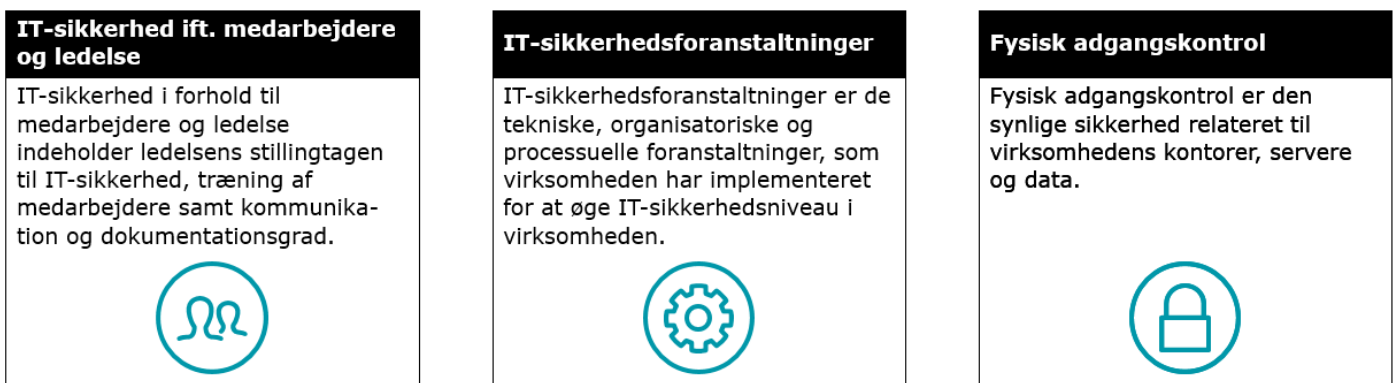 IT-sikkerhed ift. medarbejdere
og ledelse
IT-sikkerhed i forhold til
medarbejdere og ledelse
indeholder ledelsens stillingtagen
til IT-sikkerhed, træning af
medarbejdere samt kommunika-
tion og dokumentationsgrad.
IT-sikkerhedsforanstaltninger
IT-sikkerhedsforanstaltninger er de
tekniske, organisatoriske og
processuelle foranstaltninger, som
virksomheden har implementeret
for at øge IT-sikkerhedsniveau i
virksomheden.
Fysisk adgangskontrol
Fysisk adgangskontrol er den
synlige sikkerhed relateret til
virksomhedens kontorer, servere
og data.